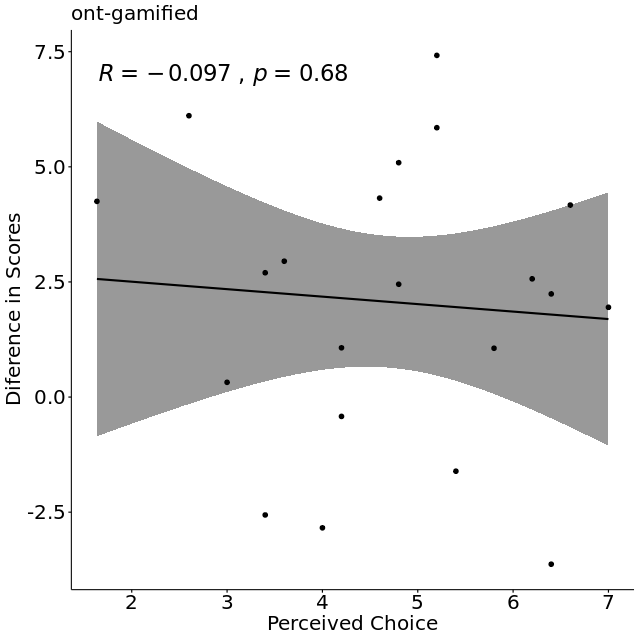 ont-gamified
R = −0.097 , p = 0.68
7.5
5.0
2.5
0.0
-2.5
Diference in Scores
2 3 4 5 6 7
Perceived Choice